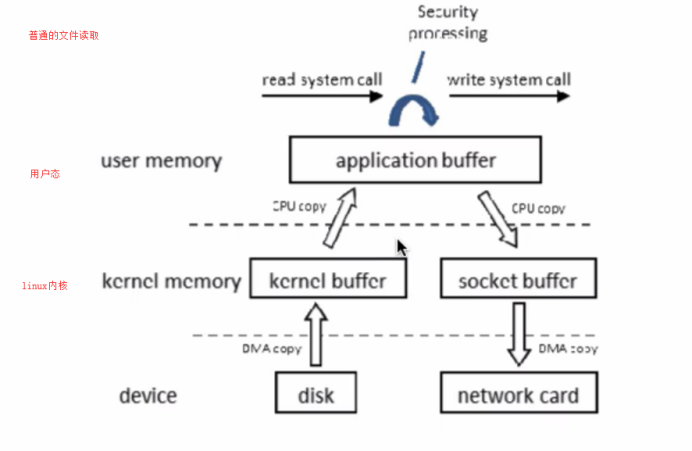 普通的文件读取
Security
processing
read system call
write system call
用户态
user memory
application buffer
CPU copy
CPU copy
linux内核
kernel memory
kernel buffer
socket buffer
DMA copy
DMA copy
device
disk
network card